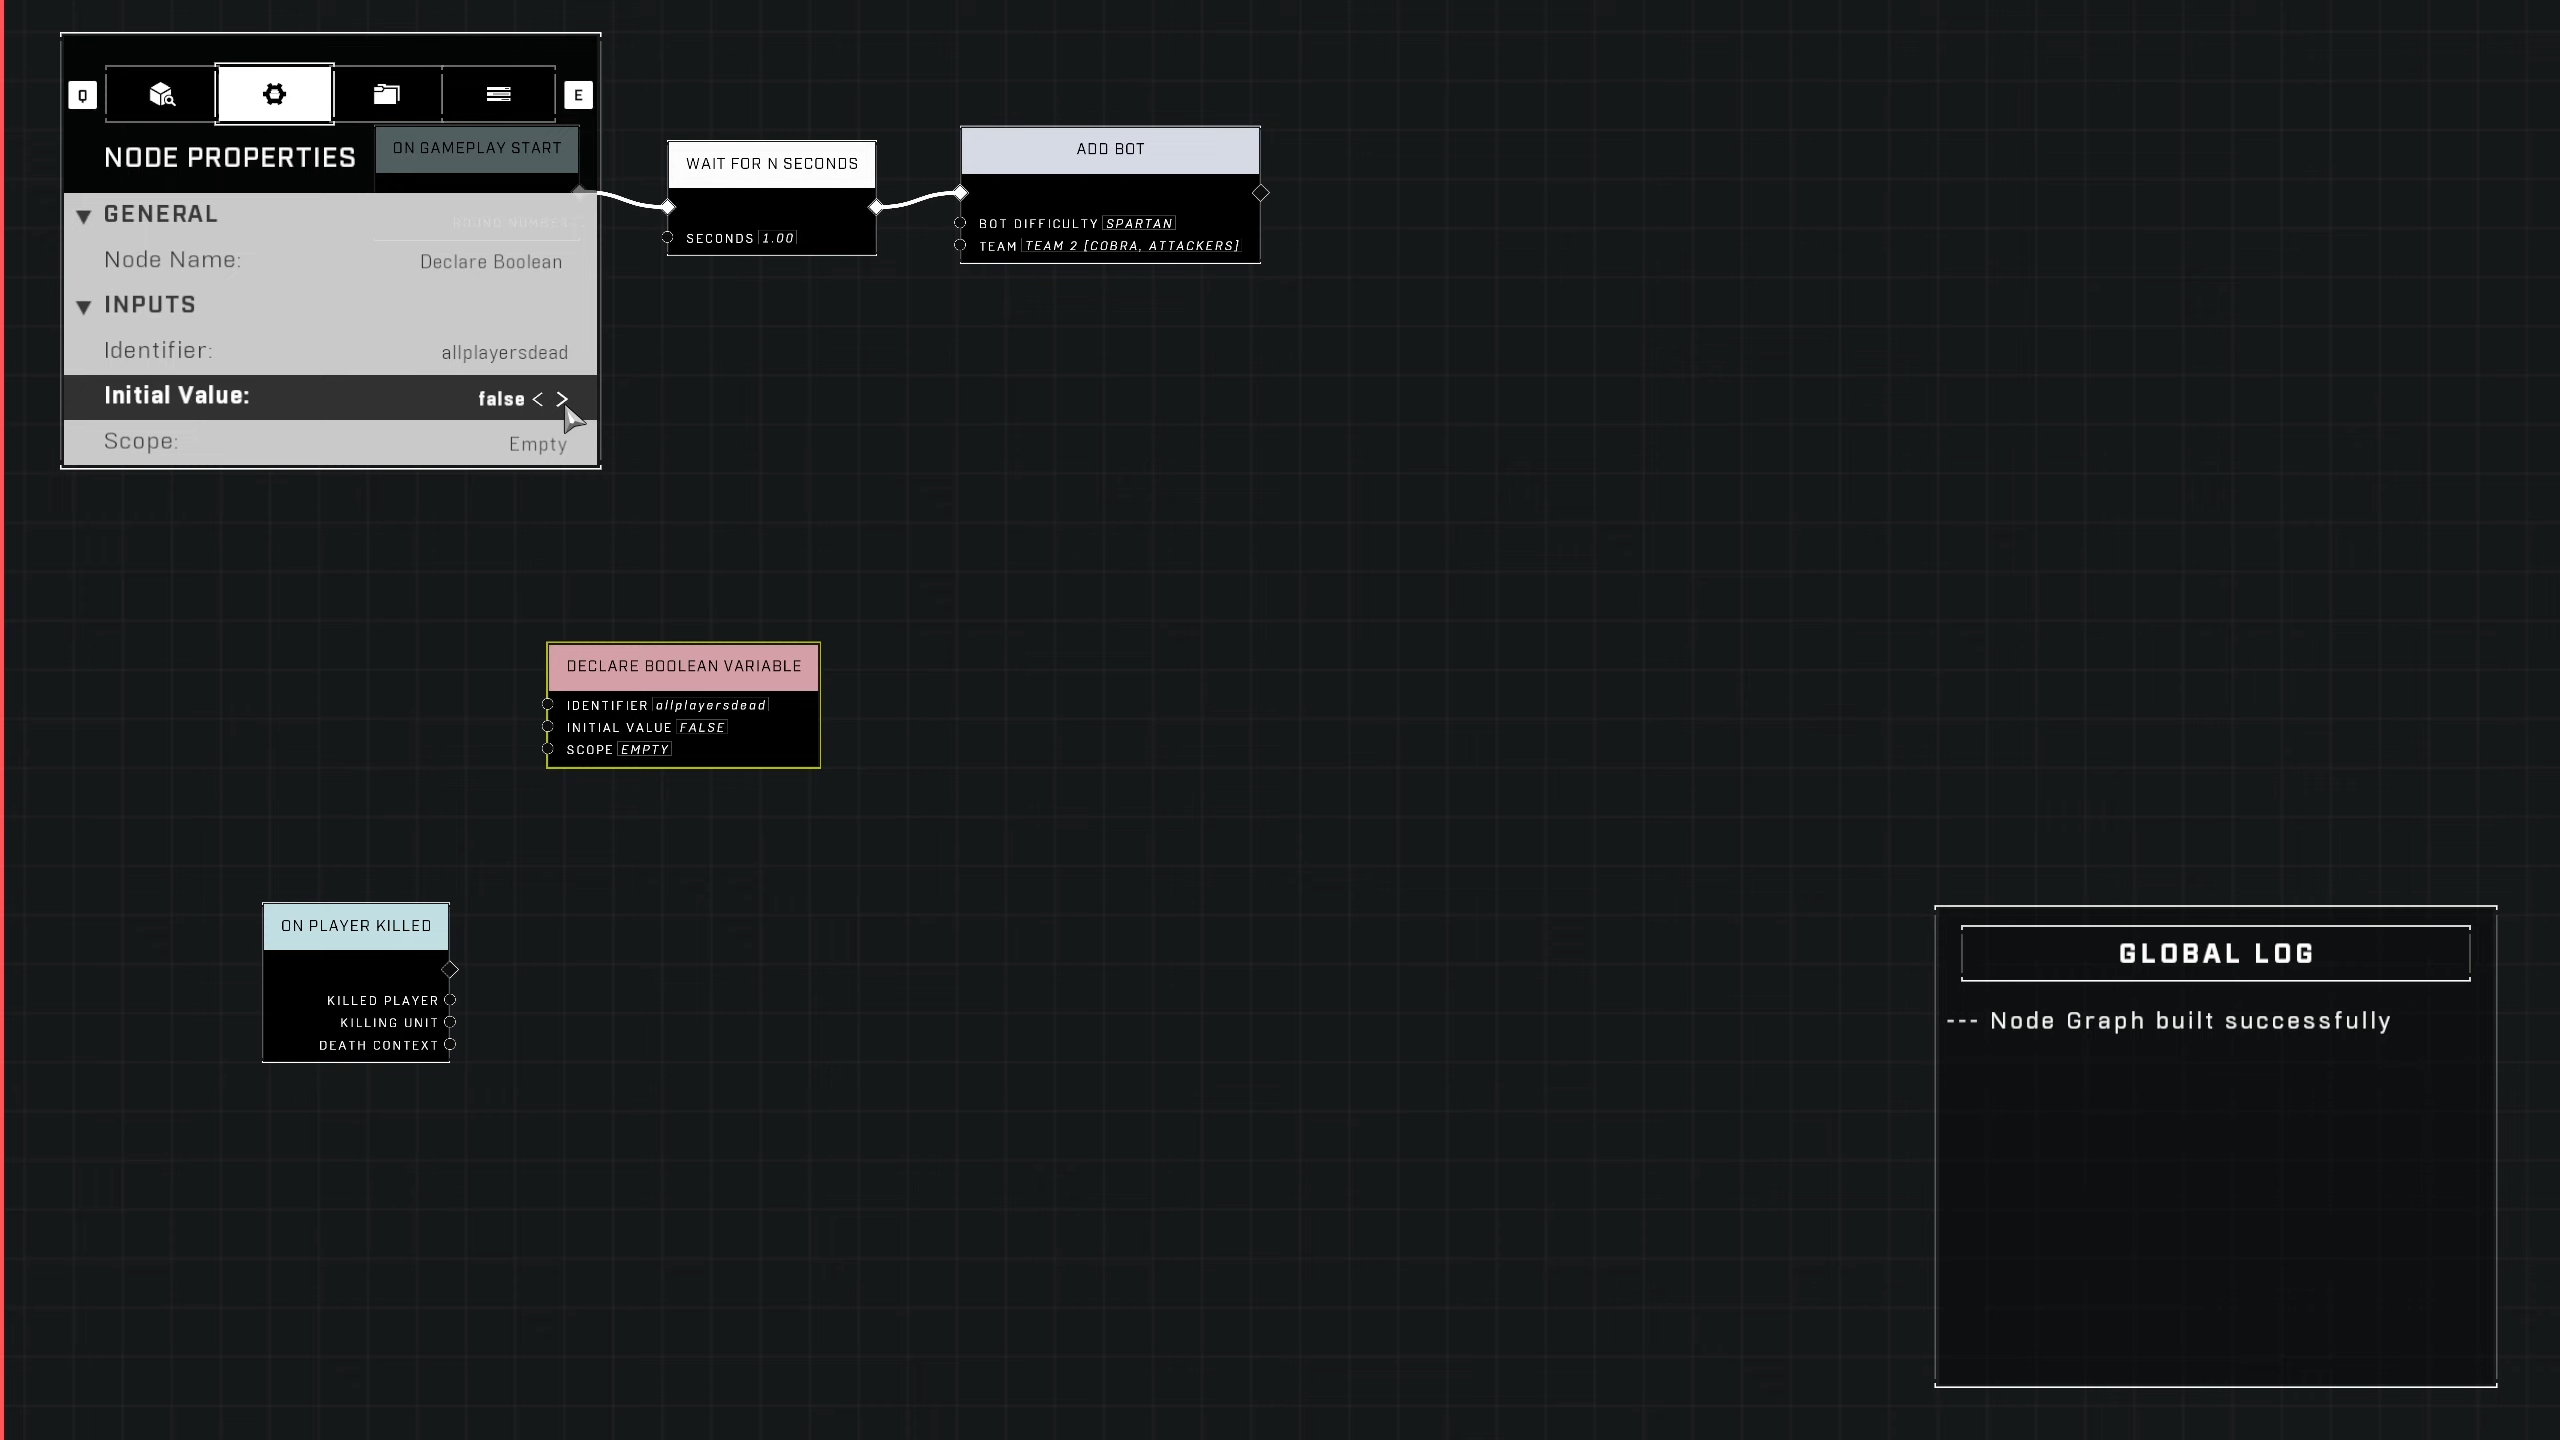 Q
E
NODE PROPERTIES
ON GAMEPLAY START
ROUND NUMBER
GENERAL
Node Name: Declare Boolean
INPUTS
Identifier: allplayersdead
Initial Value: false < >
Scope: Empty
WAIT FOR N SECONDS
SECONDS 1.00
ADD BOT
BOT DIFFICULTY SPARTAN
TEAM TEAM 2 [COBRA, ATTACKERS]
DECLARE BOOLEAN VARIABLE
IDENTIFIER allplayersdead
INITIAL VALUE FALSE
SCOPE EMPTY
ON PLAYER KILLED
KILLED PLAYER
KILLING UNIT
DEATH CONTEXT
GLOBAL LOG
--- Node Graph built successfully